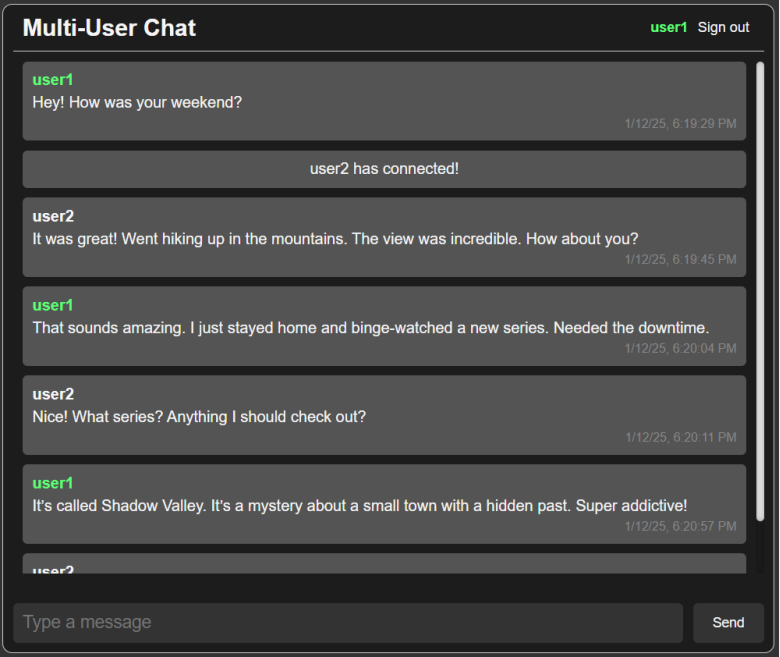 Multi-User Chat
user1 Sign out
user1
Hey! How was your weekend?
1/12/25, 6:19:29 PM
user2 has connected!
user2
It was great! Went hiking up in the mountains. The view was incredible. How about you?
1/12/25, 6:19:45 PM
user1
That sounds amazing. I just stayed home and binge-watched a new series. Needed the downtime.
1/12/25, 6:20:04 PM
user2
Nice! What series? Anything I should check out?
1/12/25, 6:20:11 PM
user1
It's called Shadow Valley. It's a mystery about a small town with a hidden past. Super addictive!
1/12/25, 6:20:57 PM
user2
Type a message
Send